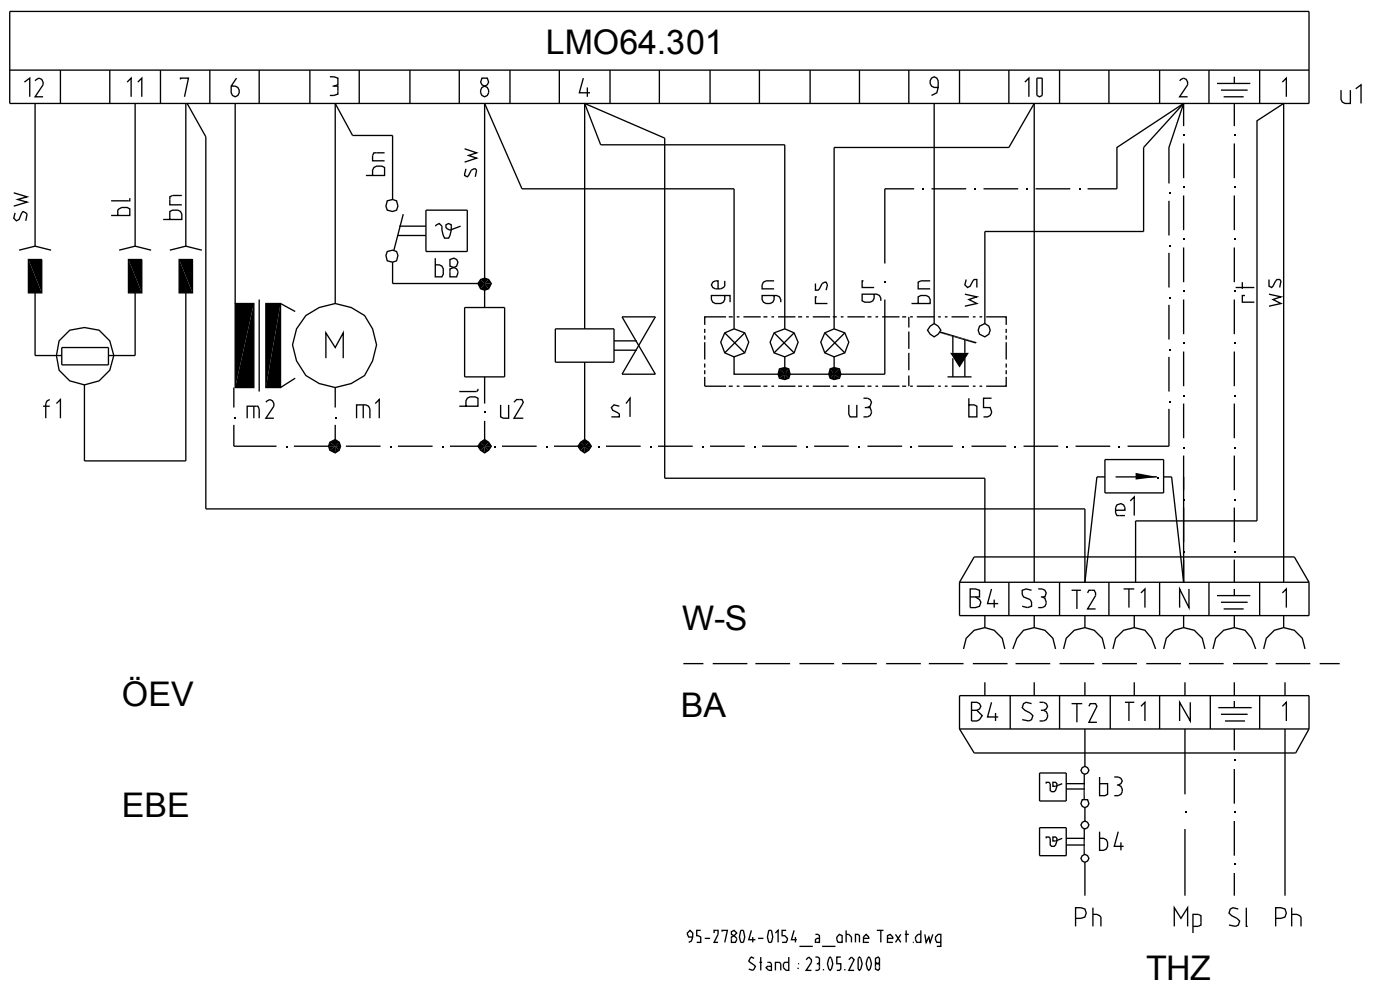 LMO64.301
12 11 7 6 3 8 4 9 10 2 1 u1
sw bl bn bn sw
b8
ge gn rs gr bn ws rt ws
M
f1 m2 m1 bl u2 s1 u3 b5
e1
B4 S3 T2 T1 N 1
W-S
ÖEV
BA
B4 S3 T2 T1 N 1
EBE
ϑ b3
ϑ b4
Ph Mp Sl Ph
95-27804-0154_a_ohne Text.dwg
Stand : 23.05.2008
THZ